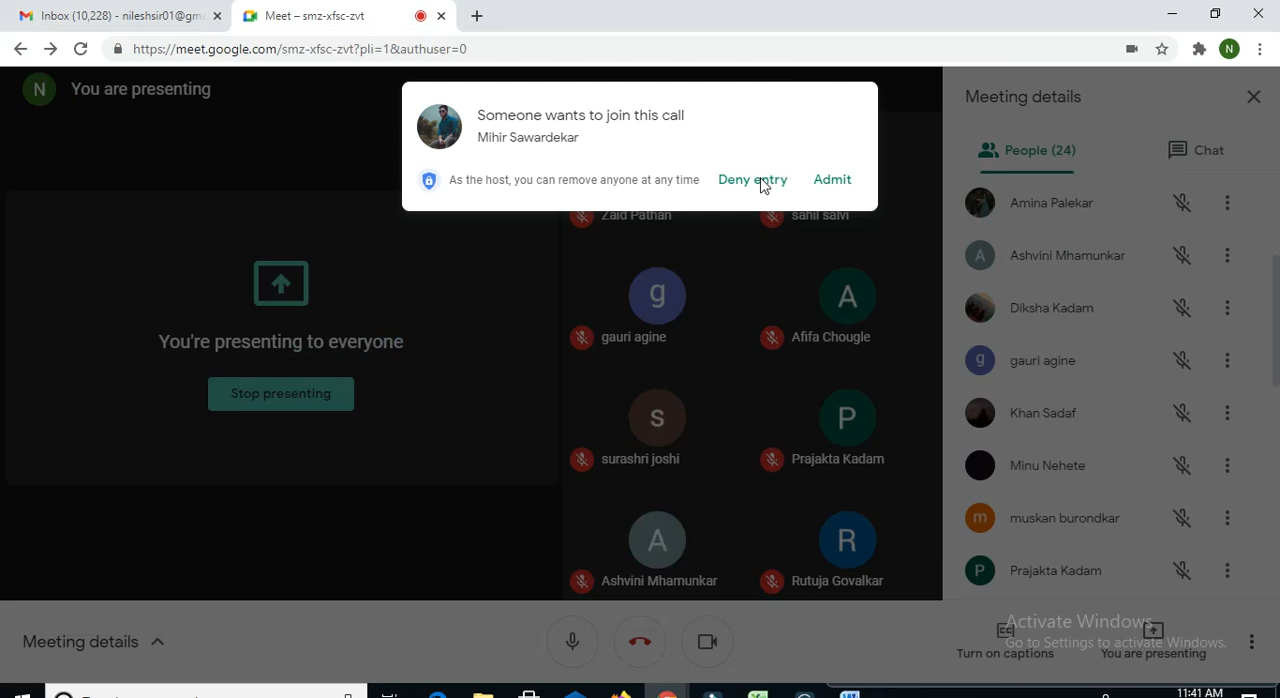 Inbox (10,228) - nileshsir01@gm
Meet – smz-xfsc-zvt
https://meet.google.com/smz-xfsc-zvt?pli=1&authuser=0
N
N
You are presenting
Someone wants to join this call
Mihir Sawardekar
As the host, you can remove anyone at any time
Deny entry
Admit
Meeting details
People (24)
Chat
Zaid Pathan
sahil salvi
You're presenting to everyone
Stop presenting
g
gauri agine
A
Afifa Chougle
s
surashri joshi
P
Prajakta Kadam
A
Ashvini Mhamunkar
R
Rutuja Govalkar
Amina Palekar
A
Ashvini Mhamunkar
Diksha Kadam
g
gauri agine
Khan Sadaf
Minu Nehete
m
muskan burondkar
P
Prajakta Kadam
Meeting details
CC
Turn on captions
You are presenting
Activate Windows
Go to Settings to activate Windows.
11:41 AM